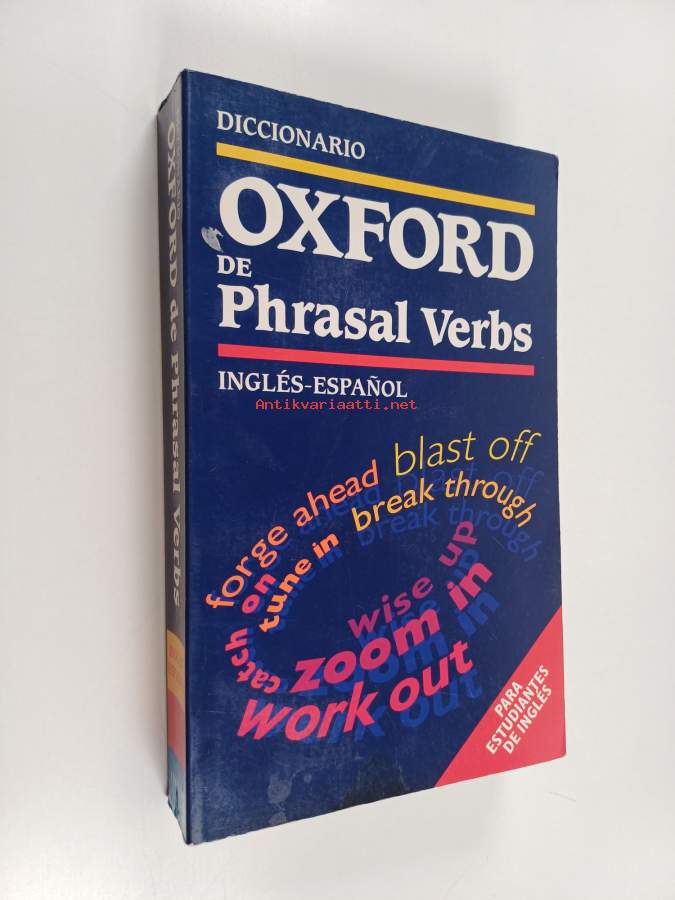 DICCIONARIO
OXFORD
DE
Phrasal Verbs
INGLÉS-ESPAÑOL
Antikvariaatti.net
blast off
forge ahead
break through
tune in
catch on
wise up
zoom in
work out
PARA
ESTUDIANTES
DE INGLÉS
OXFORD de Phrasal Verbs